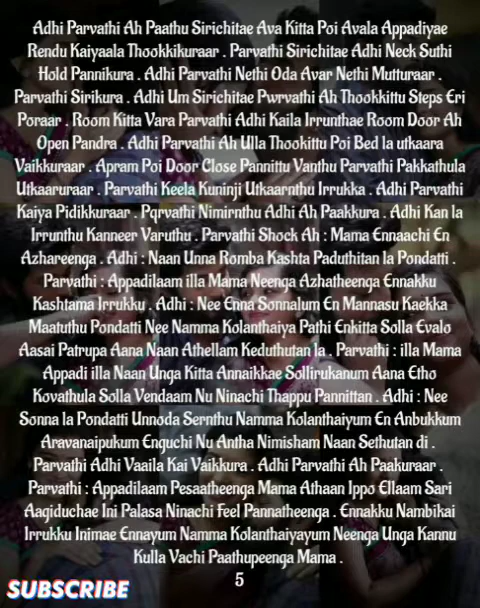 Adhi Parvathi Ah Paathu Sirichitae Ava Kitta Poi Avala Appadiyae
Rendu Kaiyaala Thookkikuraar . Parvathi Sirichitae Adhi Neck Suthi
Hold Pannikura . Adhi Parvathi Nethi Oda Avar Nethi Mutturaar .
Parvathi Sirikura . Adhi Um Sirichitae Pwrvathi Ah Thookkittu Steps Eri
Poraar . Room Kitta Vara Parvathi Adhi Kaila Irrunthae Room Door Ah
Open Pandra . Adhi Parvathi Ah Ulla Thookittu Poi Bed la utkaara
Vaikkuraar . Apram Poi Door Close Pannittu Vanthu Parvathi Pakkathula
Utkaaruraar . Parvathi Keela Kuninji Utkaarnthu Irrukka . Adhi Parvathi
Kaiya Pidikkuraar . Pqrvathi Nimirnthu Adhi Ah Paakkura . Adhi Kan la
Irrunthu Kanneer Varuthu . Parvathi Shock Ah : Mama Ennaachi En
Azhareenga . Adhi : Naan Unna Romba Kashta Paduthitan la Pondatti .
Parvathi : Appadilaam illa Mama Neenga Azhatheenga Ennakku
Kashtama Irrukku . Adhi : Nee Enna Sonnalum En Mannasu Kaekka
Maatuthu Pondatti Nee Namma Kolanthaiya Pathi Enkitta Solla Evalo
Aasai Patrupa Aana Naan Athellam Keduthutan la . Parvathi : illa Mama
Appadi illa Naan Unga Kitta Annaikkae Sollirukanum Aana Etho
Kovathula Solla Vendaam Nu Ninachi Thappu Pannittan . Adhi : Nee
Sonna la Pondatti Unnoda Sernthu Namma Kolanthaiyum En Anbukkum
Aravanaipukum Enguchi Nu Antha Nimisham Naan Sethutan di .
Parvathi Adhi Vaaila Kai Vaikkura . Adhi Parvathi Ah Paakuraar .
Parvathi : Appadilaam Pesaatheenga Mama Athaan Ippo Ellaam Sari
Aagiduchae Ini Palasa Ninachi Feel Pannatheenga . Ennakku Nambikai
Irrukku Inimae Ennayum Namma Kolanthaiyayum Neenga Unga Kannu
Kulla Vachi Paathupeenga Mama .
5
SUBSCRIBE